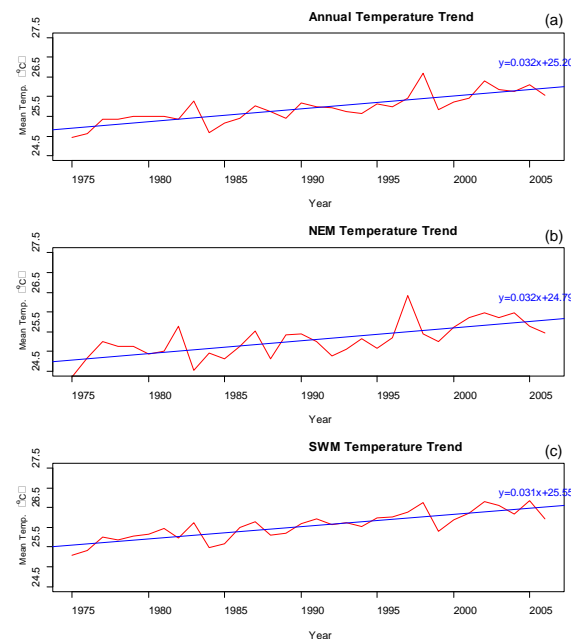 Annual Temperature Trend
(a)
27.5
26.5
25.5
24.5
Mean Temp. □⁰C□
y=0.032x+25.20
1975 1980 1985 1990 1995 2000 2005
Year
NEM Temperature Trend
(b)
27.5
26.5
25.5
24.5
Mean Temp. □⁰C□
y=0.032x+24.79
1975 1980 1985 1990 1995 2000 2005
Year
SWM Temperature Trend
(c)
27.5
26.5
25.5
24.5
Mean Temp. □⁰C□
y=0.031x+25.55
1975 1980 1985 1990 1995 2000 2005
Year